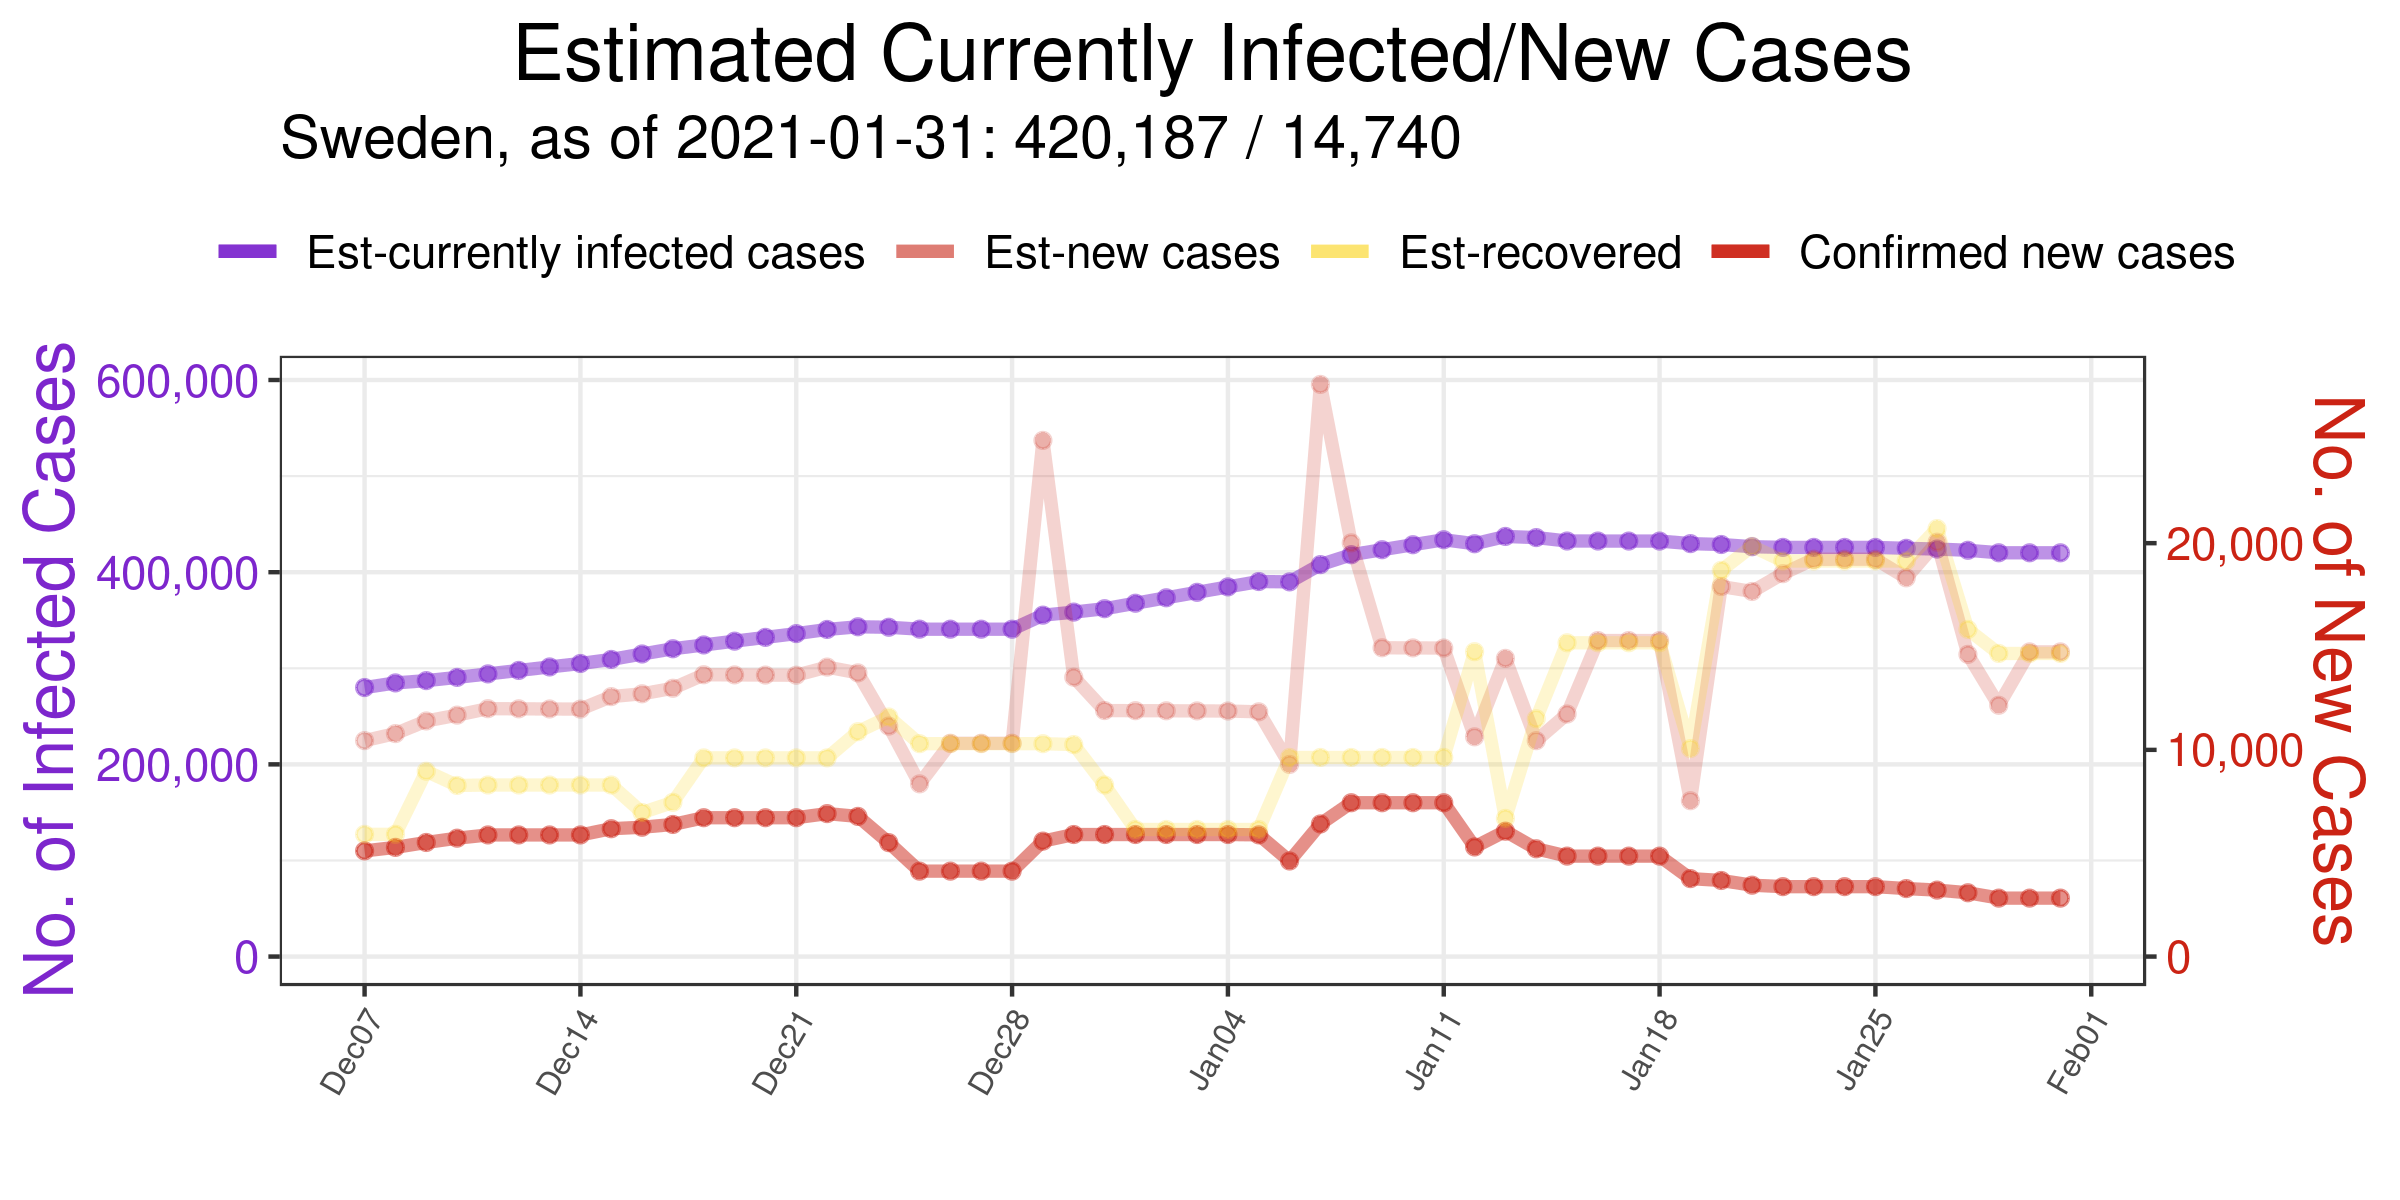 Estimated Currently Infected/New Cases
Sweden, as of 2021-01-31: 420,187 / 14,740
Est-currently infected cases Est-new cases Est-recovered Confirmed new cases
No. of Infected Cases
600,000
400,000
200,000
0
20,000
10,000
0
No. of New Cases
Dec07 Dec14 Dec21 Dec28 Jan04 Jan11 Jan18 Jan25 Feb01